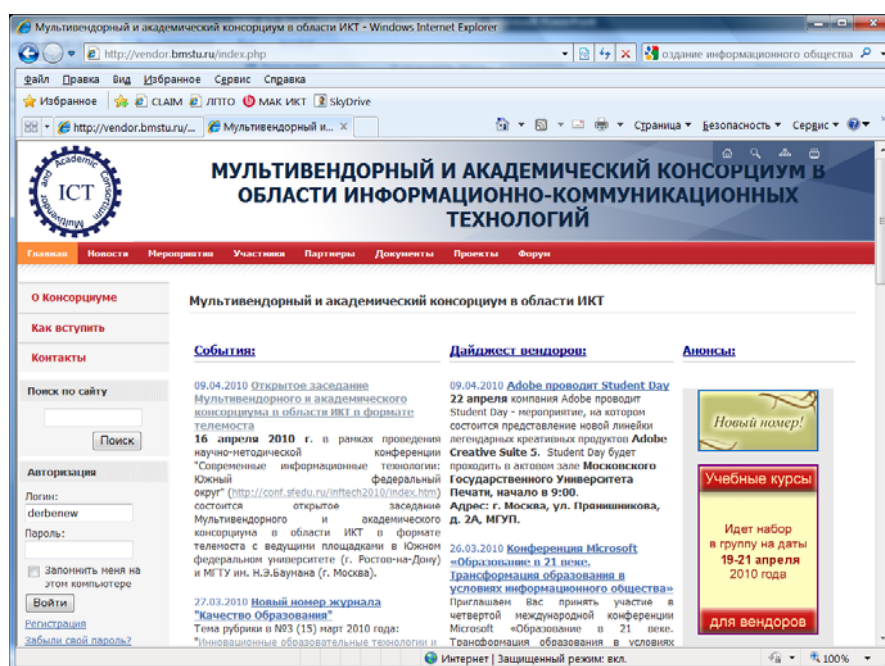 Мультивендорный и академический консорциум в области ИКТ - Windows Internet Explorer
http://vendor.bmstu.ru/index.php
оздание информационного общества
Файл Правка Вид Избранное Сервис Справка
Избранное CLAIM ЛПТО МАК ИКТ SkyDrive
http://vendor.bmstu.ru/... Мультивендорный и... X Страница Безопасность Сервис
Academic Consortium
ICT
Multivendor and
МУЛЬТИВЕНДОРНЫЙ И АКАДЕМИЧЕСКИЙ КОНСОРЦИУМ В
ОБЛАСТИ ИНФОРМАЦИОННО-КОММУНИКАЦИОННЫХ
ТЕХНОЛОГИЙ
Главная Новости Мероприятия Участники Партнеры Документы Проекты Форум
О Консорциуме
Как вступить
Контакты
Поиск по сайту
Поиск
Авторизация
Логин:
derbenew
Пароль:
Запомнить меня на
этом компьютере
Войти
Регистрация
Забыли свой пароль?
Мультивендорный и академический консорциум в области ИКТ
События:
09.04.2010 Открытое заседание
Мультивендорного и академического
консорциума в области ИКТ в формате
телемоста
16 апреля 2010 г. в рамках проведения
научно-методической конференции
"Современные информационные технологии:
Южный федеральный
округ" (http://conf.sfedu.ru/inftech2010/index.htm)
состоится открытое заседание
Мультивендорного и академического
консорциума в области ИКТ в формате
телемоста с ведущими площадками в Южном
федеральном университете (г. Ростов-на-Дону)
и МГТУ им. Н.Э.Баумана (г. Москва).
27.03.2010 Новый номер журнала
"Качество Образования"
Тема рубрики в №3 (15) март 2010 года:
"Инновационные образовательные технологии и
Дайджест вендоров:
09.04.2010 Adobe проводит Student Day
22 апреля компания Adobe проводит
Student Day - мероприятие, на котором
состоится представление новой линейки
легендарных креативных продуктов Adobe
Creative Suite 5. Student Day будет
проходить в актовом зале Московского
Государственного Университета
Печати, начало в 9:00.
Адрес: г. Москва, ул. Прянишникова,
д. 2А, МГУП.
26.03.2010 Конференция Microsoft
«Образование в 21 веке.
Трансформация образования в
условиях информационного общества»
Приглашаем Вас принять участие в
четвертой международной конференции
Microsoft «Образование в 21 веке.
Трансформация образования в условиях
Анонсы:
Новый номер!
Учебные курсы
Идет набор
в группу на даты
19-21 апреля
2010 года
для вендоров
Интернет | Защищенный режим: вкл.
100%